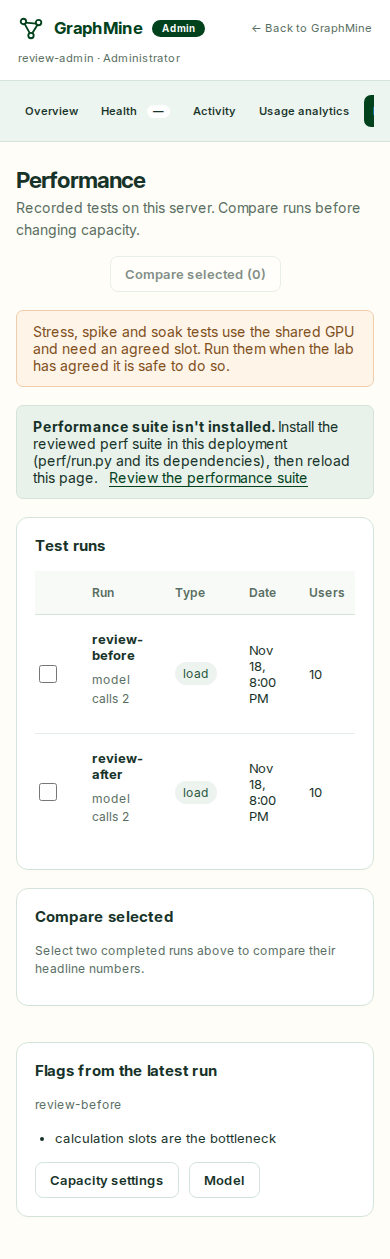 GraphMine Admin ← Back to GraphMine
review-admin · Administrator
Overview Health — Activity Usage analytics
Performance
Recorded tests on this server. Compare runs before
changing capacity.
Compare selected (0)
Stress, spike and soak tests use the shared GPU
and need an agreed slot. Run them when the lab
has agreed it is safe to do so.
Performance suite isn't installed. Install the
reviewed perf suite in this deployment
(perf/run.py and its dependencies), then reload
this page. Review the performance suite
Test runs
Run Type Date Users
review-
before
model
calls 2
load
Nov
18,
8:00
PM
10
review-
after
model
calls 2
load
Nov
18,
8:00
PM
10
Compare selected
Select two completed runs above to compare their
headline numbers.
Flags from the latest run
review-before
• calculation slots are the bottleneck
Capacity settings Model